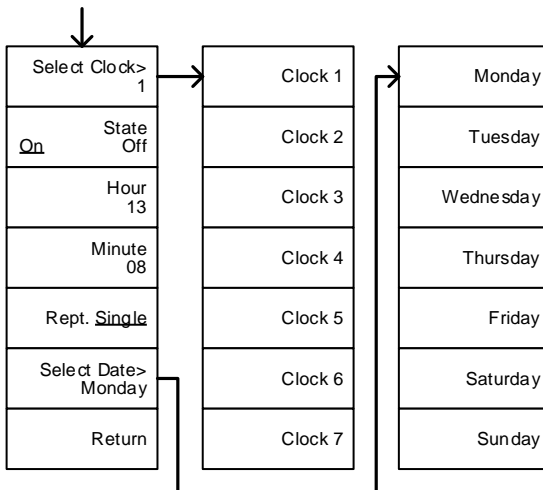 Select Clock>
1
State
On Off
Hour
13
Minute
08
Rept. Single
Select Date>
Monday
Return
Clock 1
Clock 2
Clock 3
Clock 4
Clock 5
Clock 6
Clock 7
Monday
Tuesday
Wednesday
Thursday
Friday
Saturday
Sunday